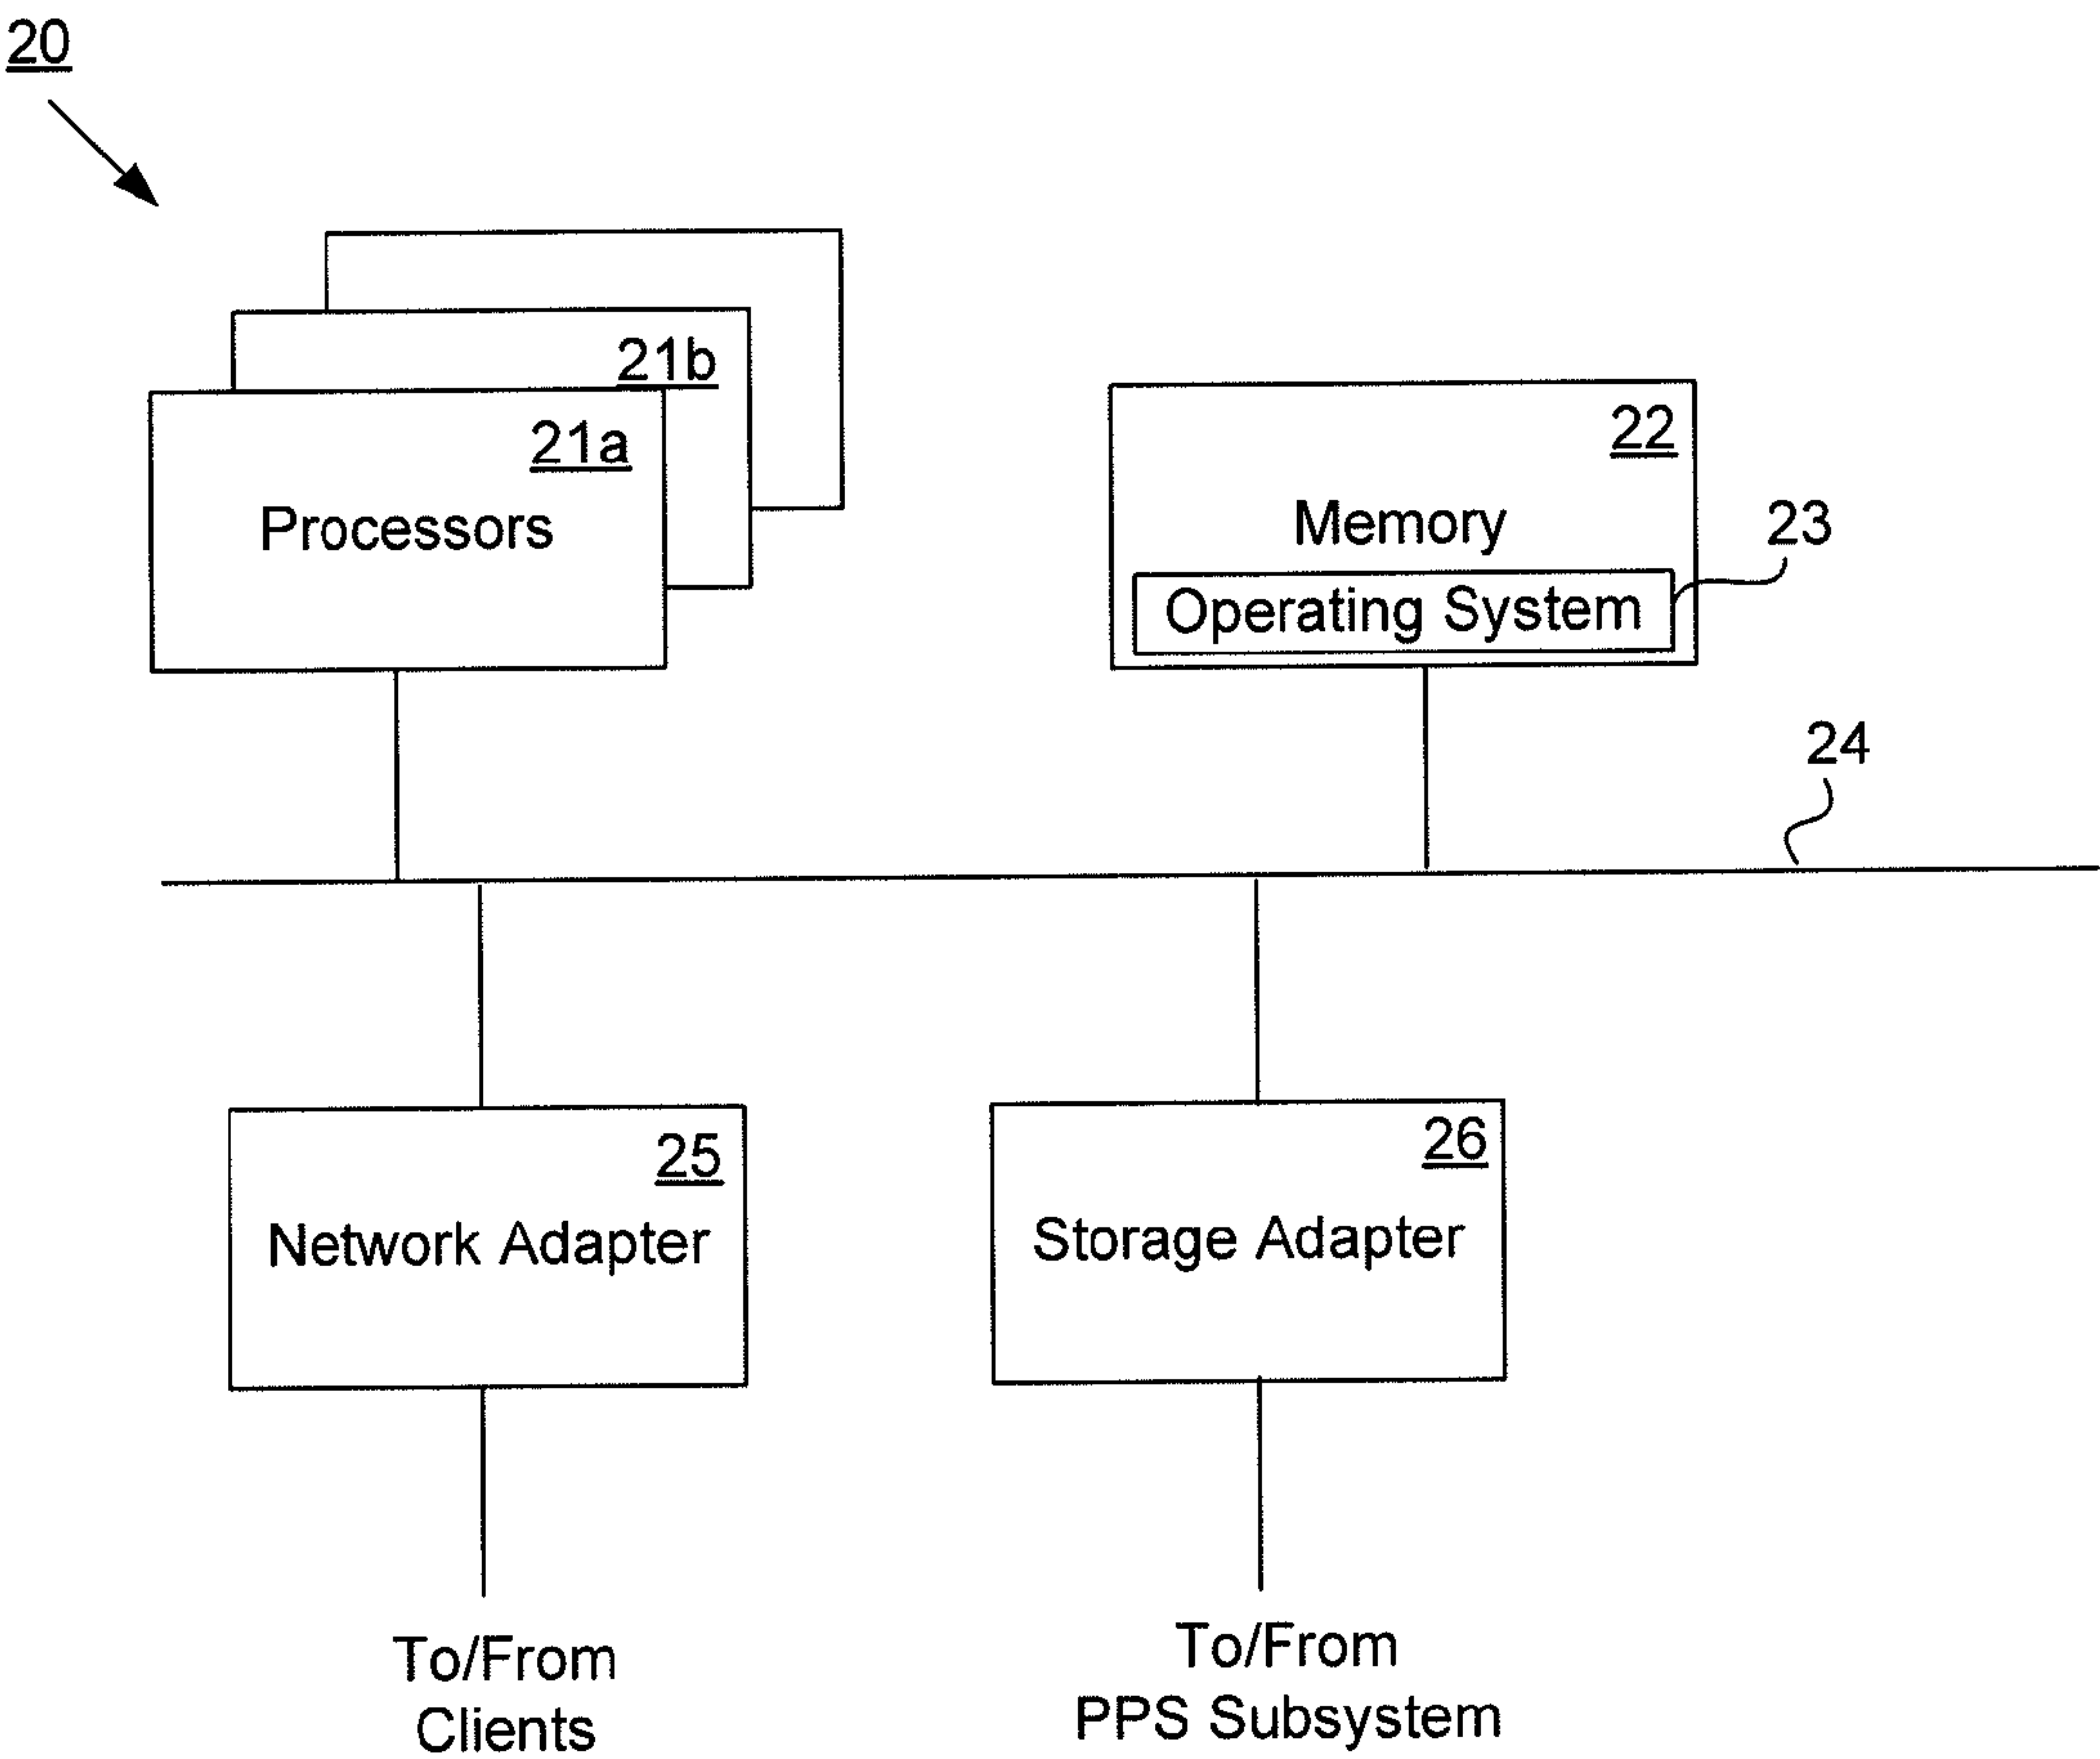 20
21b
21a
Processors
22
Memory
23
Operating System
24
25
Network Adapter
26
Storage Adapter
To/From
Clients
To/From
PPS Subsystem